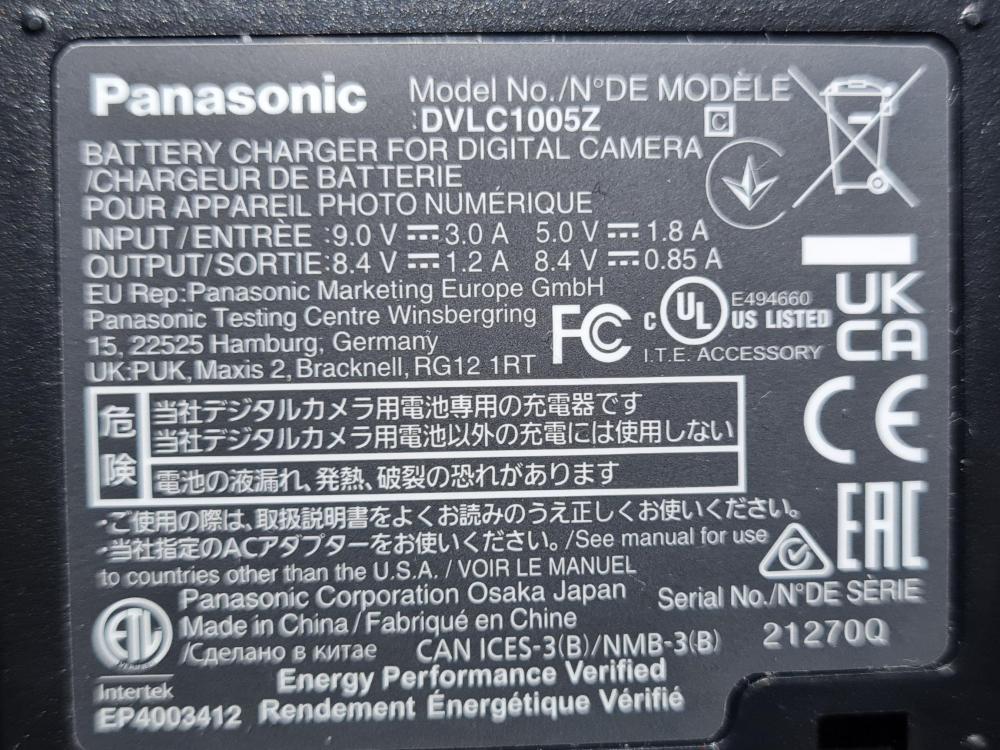 Panasonic
Model No./N°DE MODÈLE
:DVLC1005Z
C
BATTERY CHARGER FOR DIGITAL CAMERA
/CHARGEUR DE BATTERIE
POUR APPAREIL PHOTO NUMÉRIQUE
INPUT/ENTRÈE :9.0 V ⎓ 3.0 A 5.0 V ⎓ 1.8 A
OUTPUT/SORTIE:8.4 V ⎓ 1.2 A 8.4 V ⎓ 0.85 A
EU Rep:Panasonic Marketing Europe GmbH
Panasonic Testing Centre Winsbergring
15, 22525 Hamburg, Germany
UK:PUK, Maxis 2, Bracknell, RG12 1RT
FC
c UL US LISTED
E494660
I.T.E. ACCESSORY
UK
CA
CE
危険
当社デジタルカメラ用電池専用の充電器です
当社デジタルカメラ用電池以外の充電には使用しない
電池の液漏れ、発熱、破裂の恐れがあります
・ご使用の際は、取扱説明書をよくお読みのうえ正しくお使いください。
・当社指定のACアダプターをお使いください。/See manual for use
to countries other than the U.S.A. / VOIR LE MANUEL
EAC
Panasonic Corporation Osaka Japan
Made in China / Fabriqué en Chine
/Сделано в китае
CAN ICES-3(B)/NMB-3(B)
Serial No./N°DE SÈRIE
21270Q
ETL
Intertek
EP4003412
Energy Performance Verified
Rendement Énergétique Vérifié